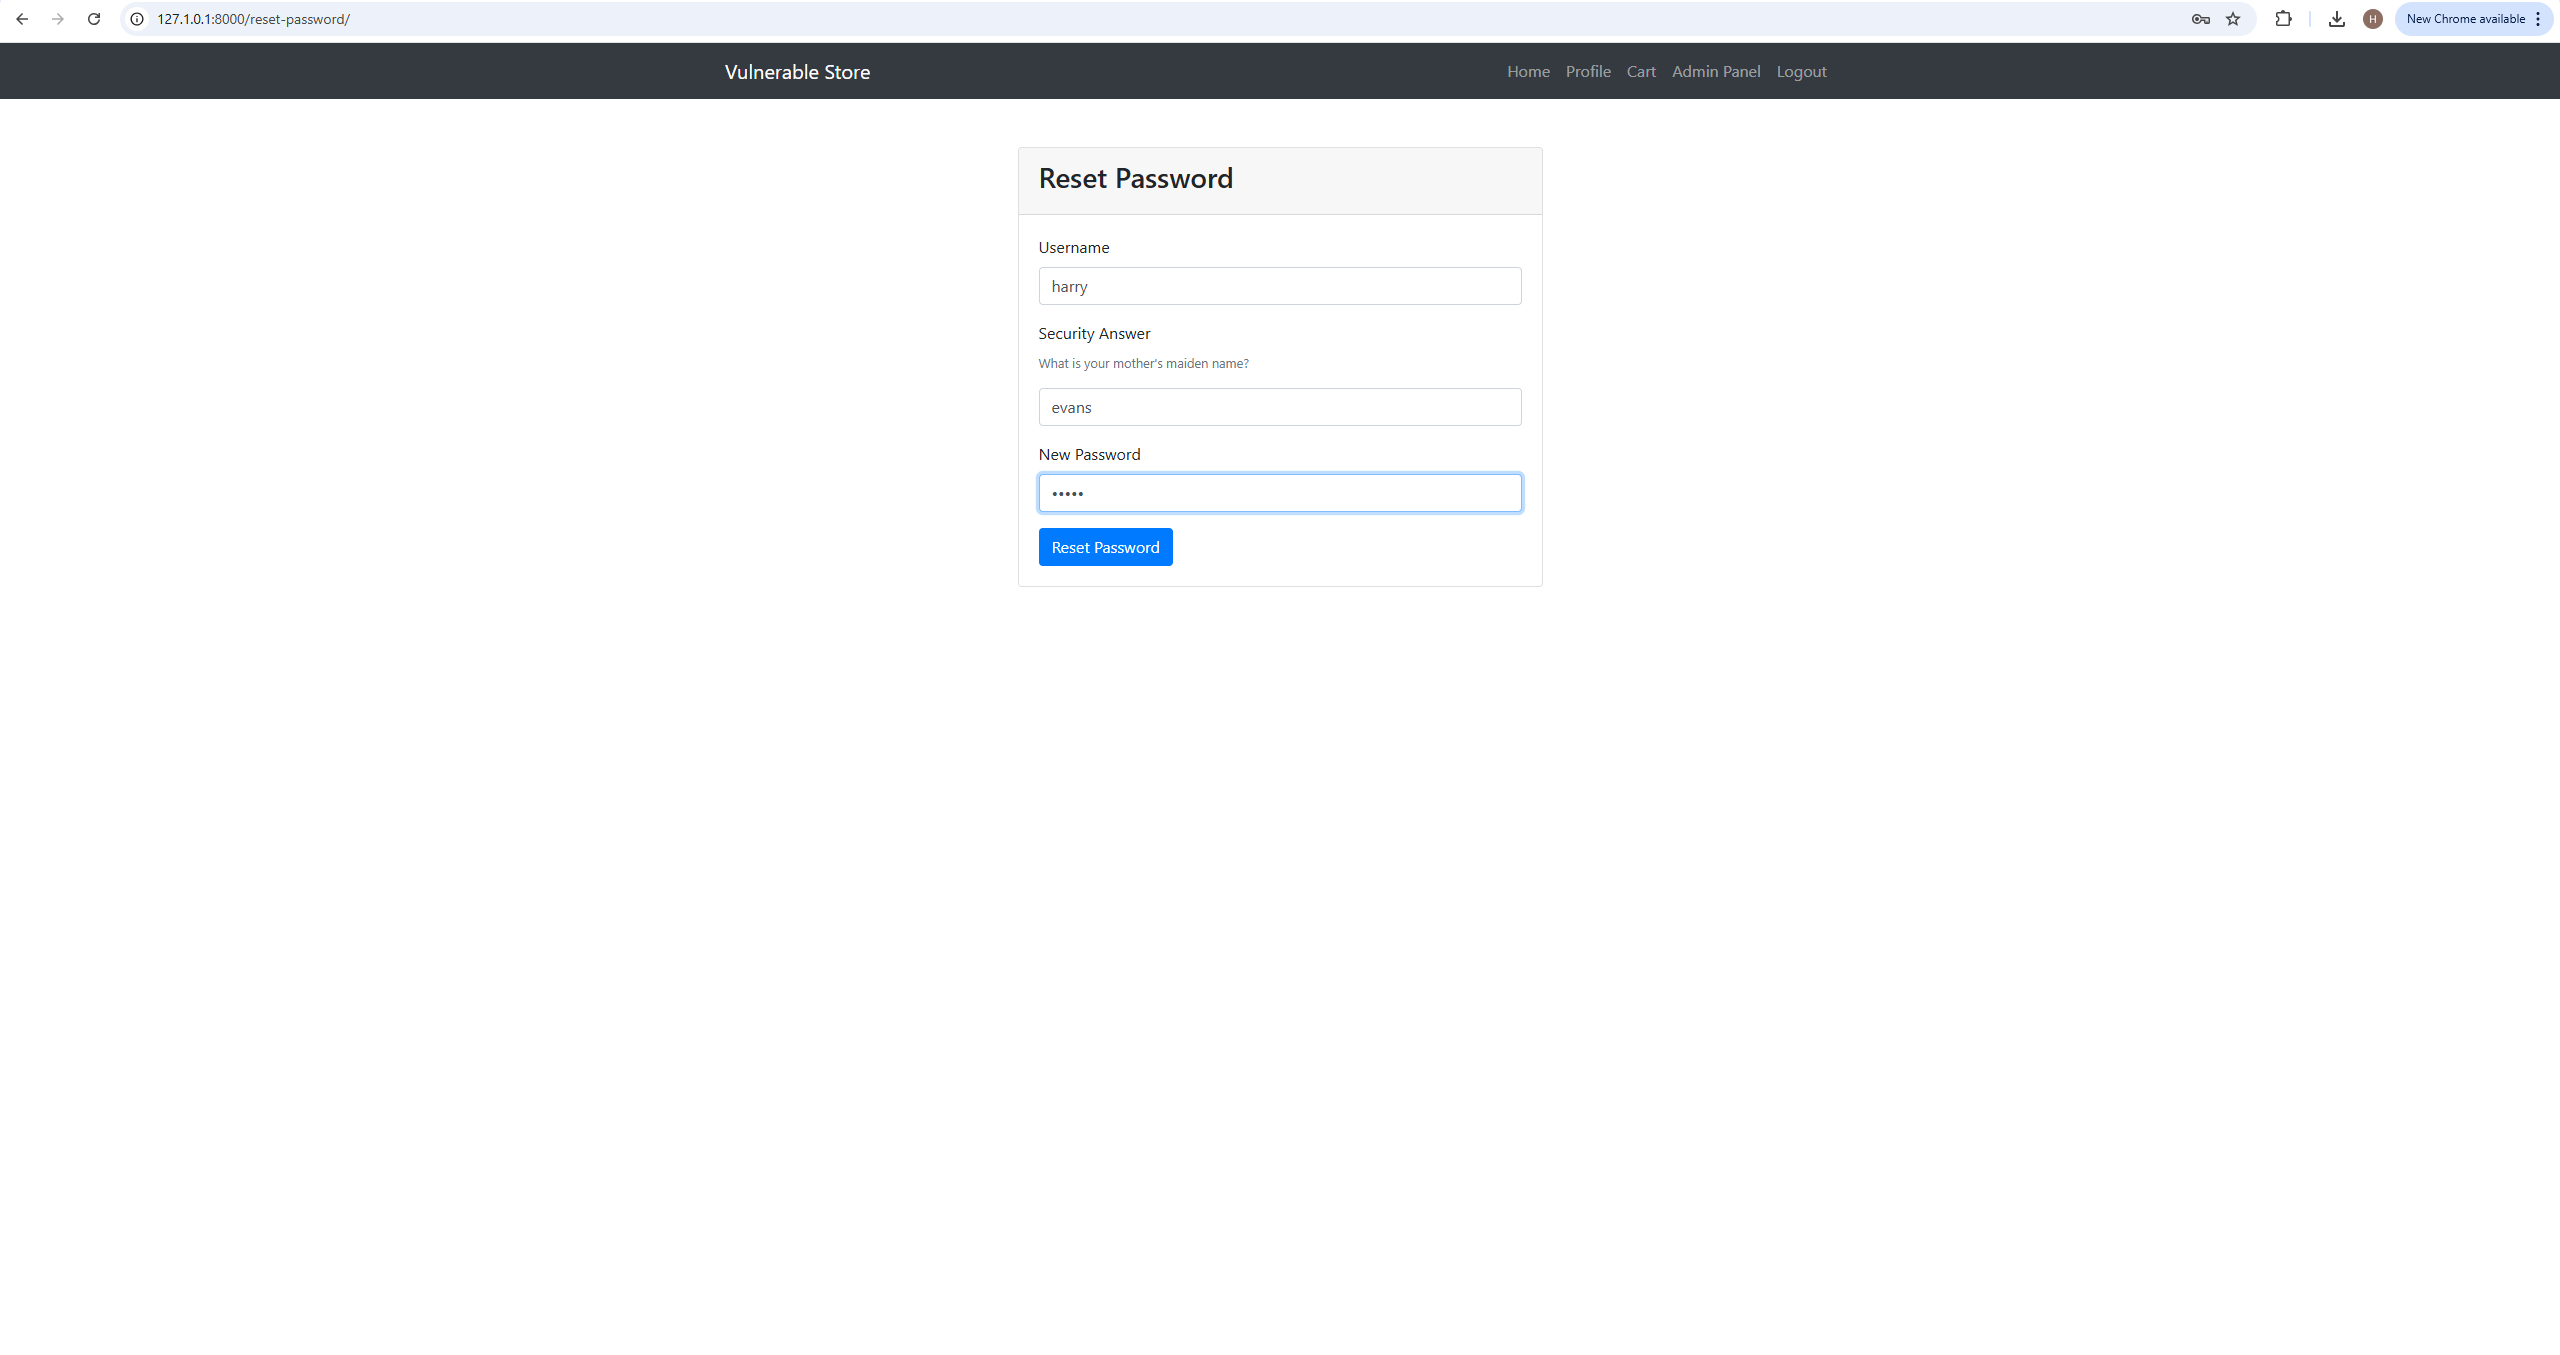 127.1.0.1:8000/reset-password/
H
New Chrome available
Vulnerable Store
Home Profile Cart Admin Panel Logout
Reset Password
Username
harry
Security Answer
What is your mother's maiden name?
evans
New Password
•••••
Reset Password